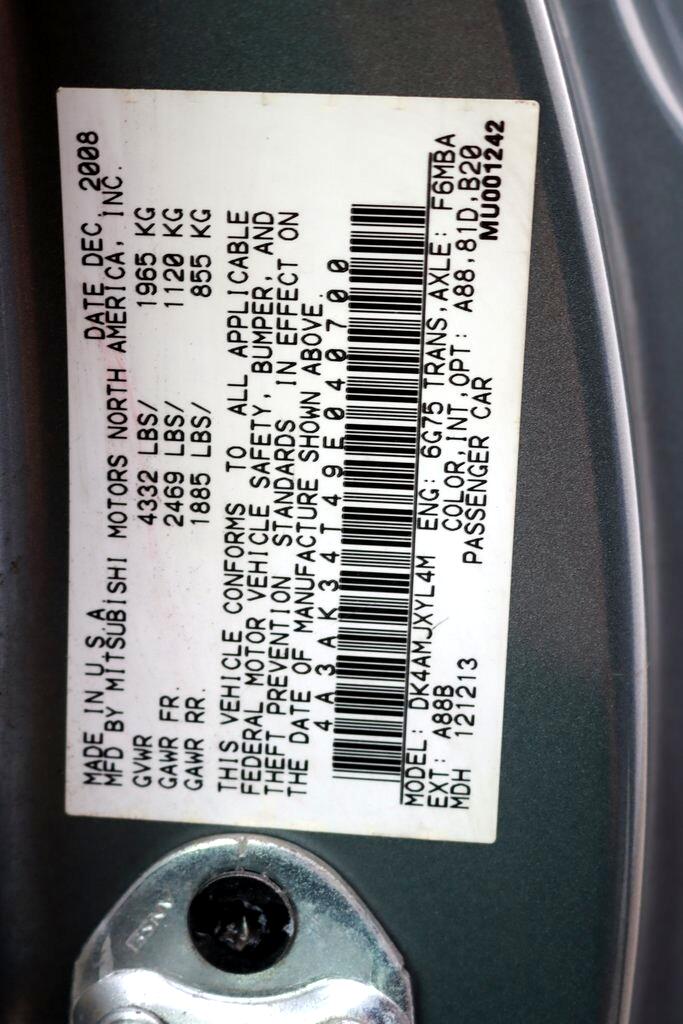 MADE IN U.S.A. DATE DEC, 2008
MFD BY MITSUBISHI MOTORS NORTH AMERICA, INC.
GVWR 4332 LBS/ 1965 KG
GAWR FR. 2469 LBS/ 1120 KG
GAWR RR. 1885 LBS/ 855 KG
THIS VEHICLE CONFORMS TO ALL APPLICABLE
FEDERAL MOTOR VEHICLE SAFETY, BUMPER, AND
THEFT PREVENTION STANDARDS IN EFFECT ON
THE DATE OF MANUFACTURE SHOWN ABOVE.
4A3AK34T49E040700
MODEL: DK4AMJXYL4M ENG: 6G75 TRANS,AXLE: F6MBA
EXT: A88B COLOR,INT,OPT: A88,81D,B20
MDH 121213 PASSENGER CAR MU001242